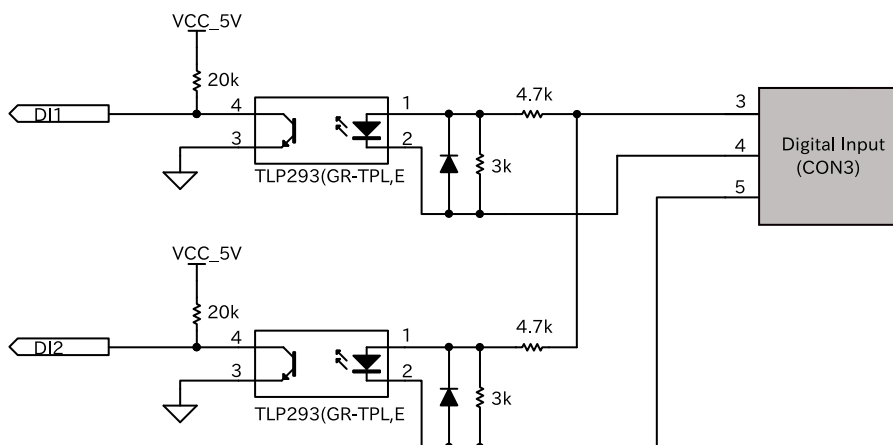 VCC_5V
20k
4.7k
DI1
4
1
3
3
2
4
3k
Digital Input
(CON3)
5
TLP293(GR-TPL,E
VCC_5V
20k
4.7k
DI2
4
1
3
2
3k
TLP293(GR-TPL,E